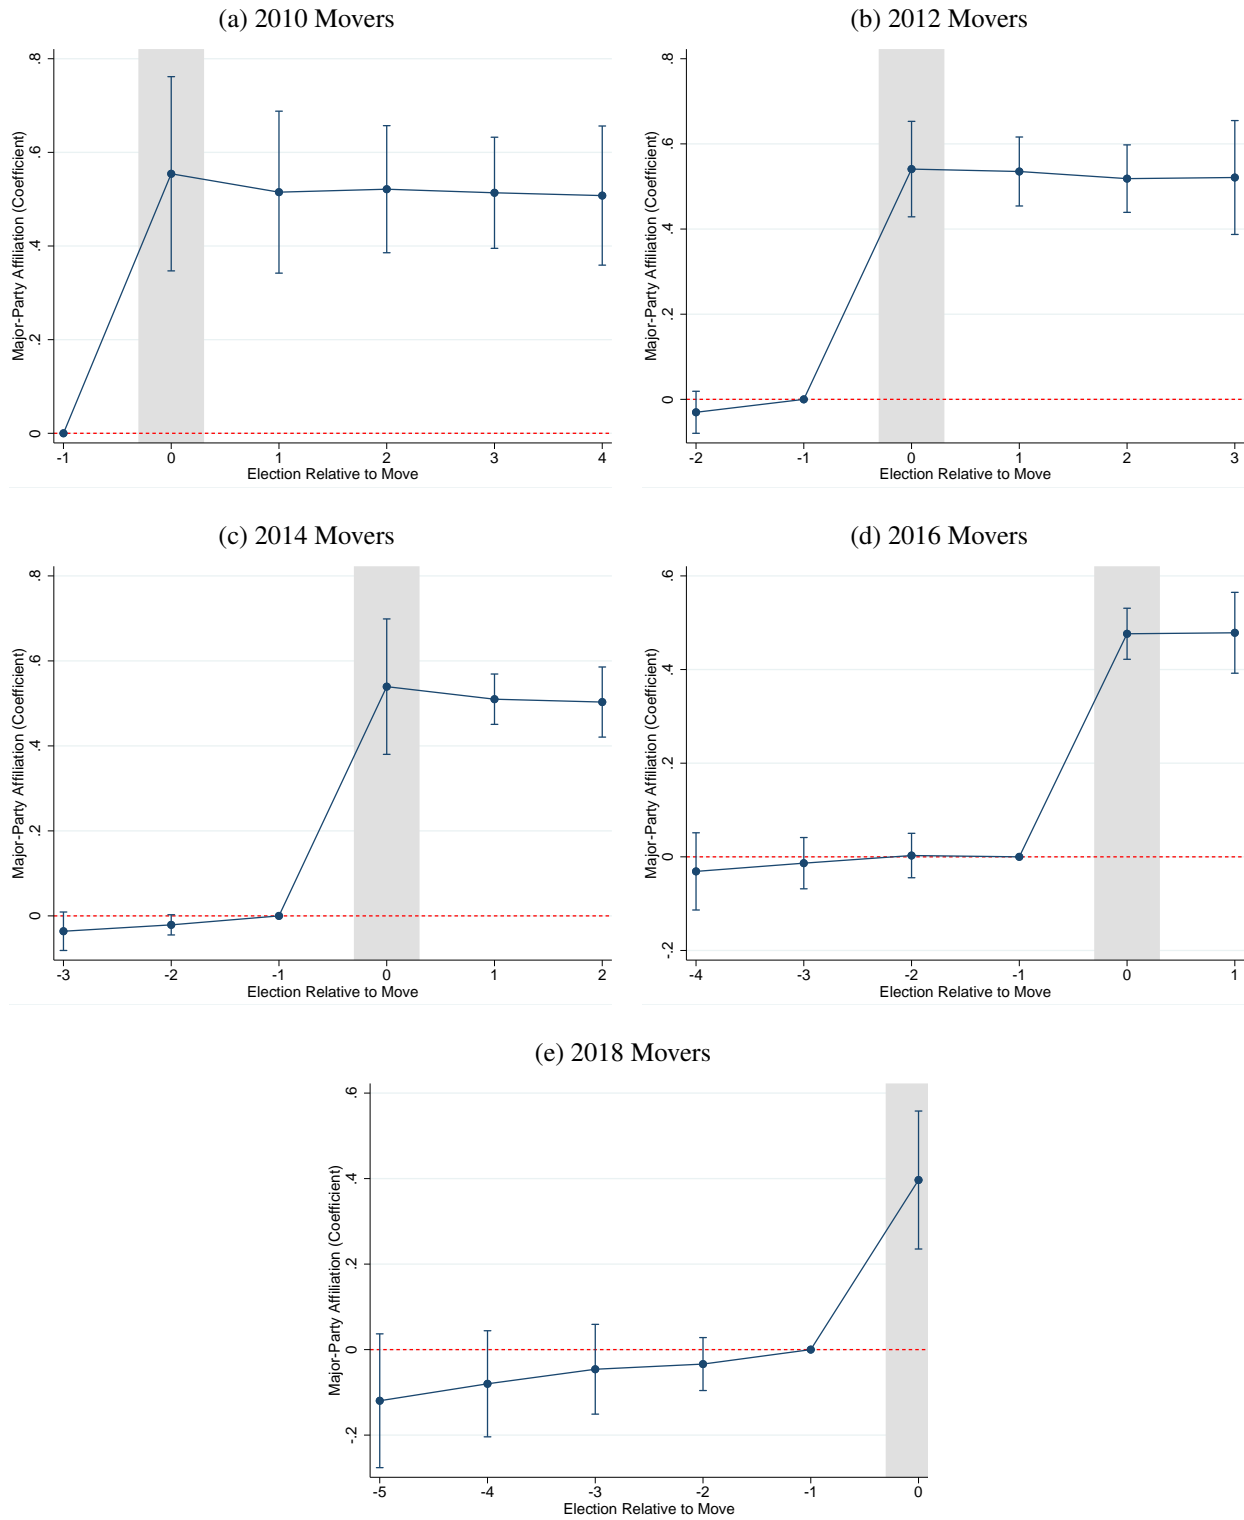 (a) 2010 Movers
Major-Party Affiliation (Coefficient)
.8
.6
.4
.2
0
-1 0 1 2 3 4
Election Relative to Move
(b) 2012 Movers
Major-Party Affiliation (Coefficient)
.8
.6
.4
.2
0
-2 -1 0 1 2 3
Election Relative to Move
(c) 2014 Movers
Major-Party Affiliation (Coefficient)
.8
.6
.4
.2
0
-3 -2 -1 0 1 2
Election Relative to Move
(d) 2016 Movers
Major-Party Affiliation (Coefficient)
.6
.4
.2
0
-.2
-4 -3 -2 -1 0 1
Election Relative to Move
(e) 2018 Movers
Major-Party Affiliation (Coefficient)
.6
.4
.2
0
-.2
-5 -4 -3 -2 -1 0
Election Relative to Move